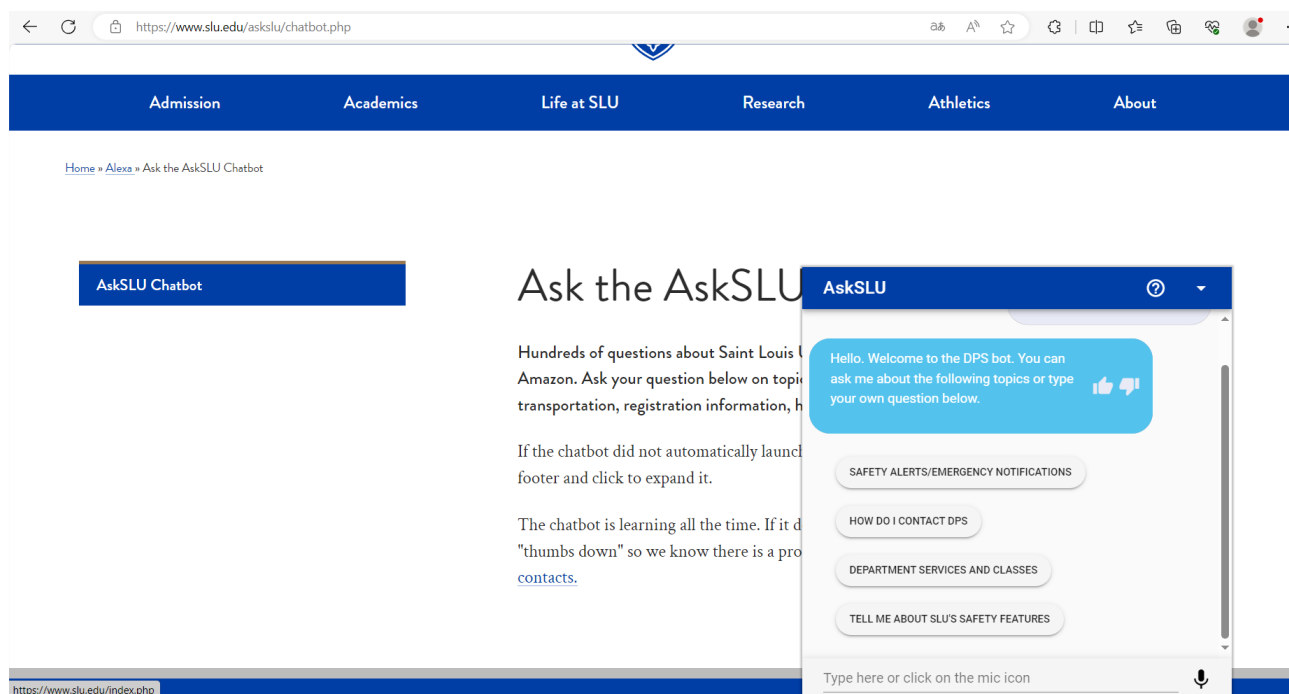 https://www.slu.edu/askslu/chatbot.php
Admission Academics Life at SLU Research Athletics About
Home » Alexa » Ask the AskSLU Chatbot
AskSLU Chatbot
Ask the AskSLU
Hundreds of questions about Saint Louis
Amazon. Ask your question below on topi
transportation, registration information, h
If the chatbot did not automatically launch
footer and click to expand it.
The chatbot is learning all the time. If it d
"thumbs down" so we know there is a pro
contacts.
AskSLU
Hello. Welcome to the DPS bot. You can
ask me about the following topics or type
your own question below.
SAFETY ALERTS/EMERGENCY NOTIFICATIONS
HOW DO I CONTACT DPS
DEPARTMENT SERVICES AND CLASSES
TELL ME ABOUT SLU'S SAFETY FEATURES
Type here or click on the mic icon
https://www.slu.edu/index.php